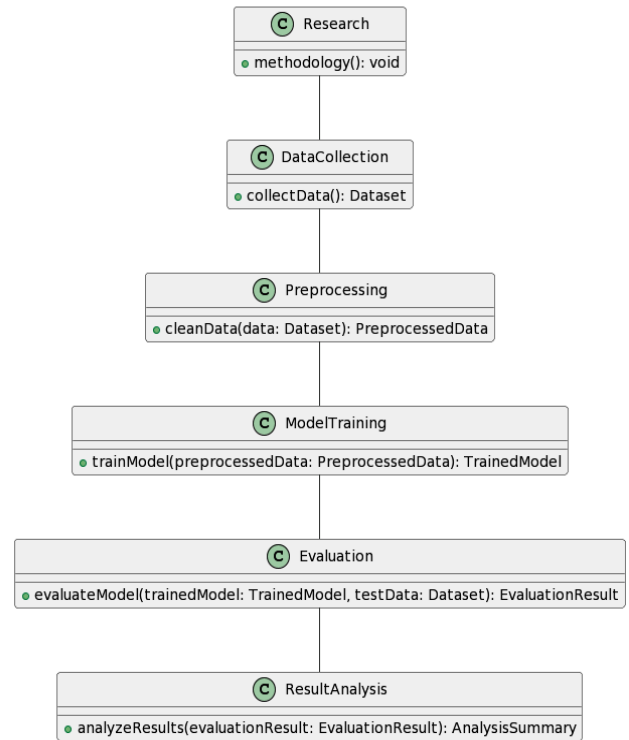 C Research
methodology(): void
C DataCollection
collectData(): Dataset
C Preprocessing
cleanData(data: Dataset): PreprocessedData
C ModelTraining
trainModel(preprocessedData: PreprocessedData): TrainedModel
C Evaluation
evaluateModel(trainedModel: TrainedModel, testData: Dataset): EvaluationResult
C ResultAnalysis
analyzeResults(evaluationResult: EvaluationResult): AnalysisSummary